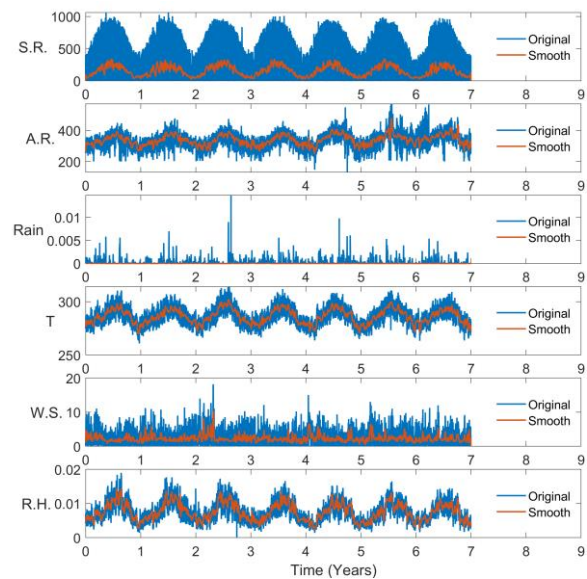 1000
S.R. 500
0
Original
Smooth
0 1 2 3 4 5 6 7 8 9
400
A.R.
200
Original
Smooth
0 1 2 3 4 5 6 7 8 9
0.01
Rain 0.005
0
Original
Smooth
0 1 2 3 4 5 6 7 8 9
300
T
250
Original
Smooth
0 1 2 3 4 5 6 7 8 9
20
W.S. 10
0
Original
Smooth
0 1 2 3 4 5 6 7 8 9
0.02
R.H. 0.01
0
Original
Smooth
0 1 2 3 4 5 6 7 8 9
Time (Years)